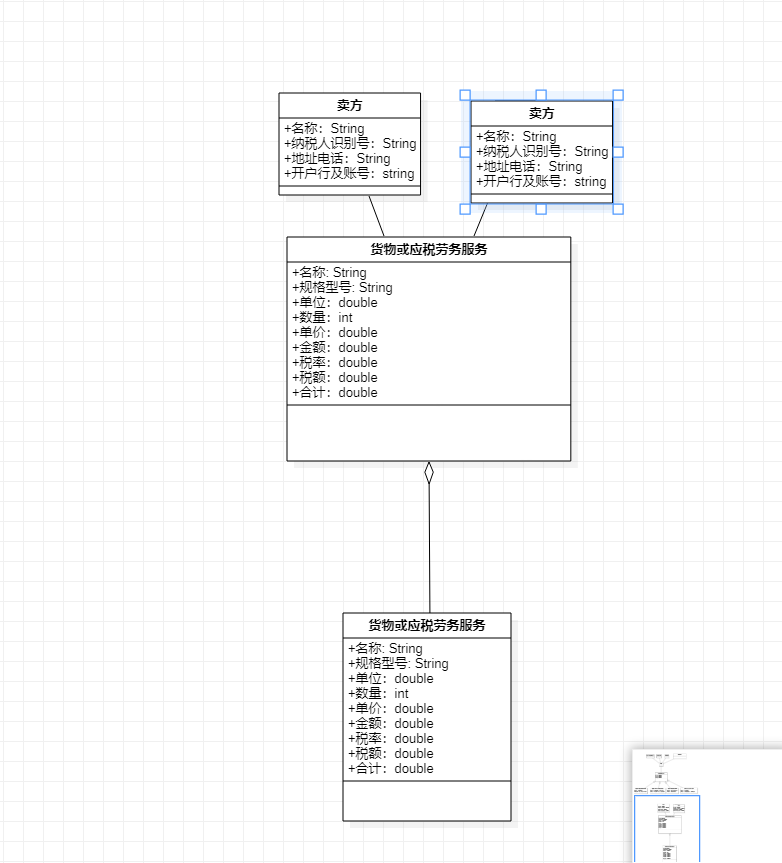 卖方
+名称：String
+纳税人识别号：String
+地址电话：String
+开户行及账号：string
卖方
+名称：String
+纳税人识别号：String
+地址电话：String
+开户行及账号：string
货物或应税劳务服务
+名称: String
+规格型号: String
+单位：double
+数量：int
+单价：double
+金额：double
+税率：double
+税额：double
+合计：double
货物或应税劳务服务
+名称: String
+规格型号: String
+单位：double
+数量：int
+单价：double
+金额：double
+税率：double
+税额：double
+合计：double